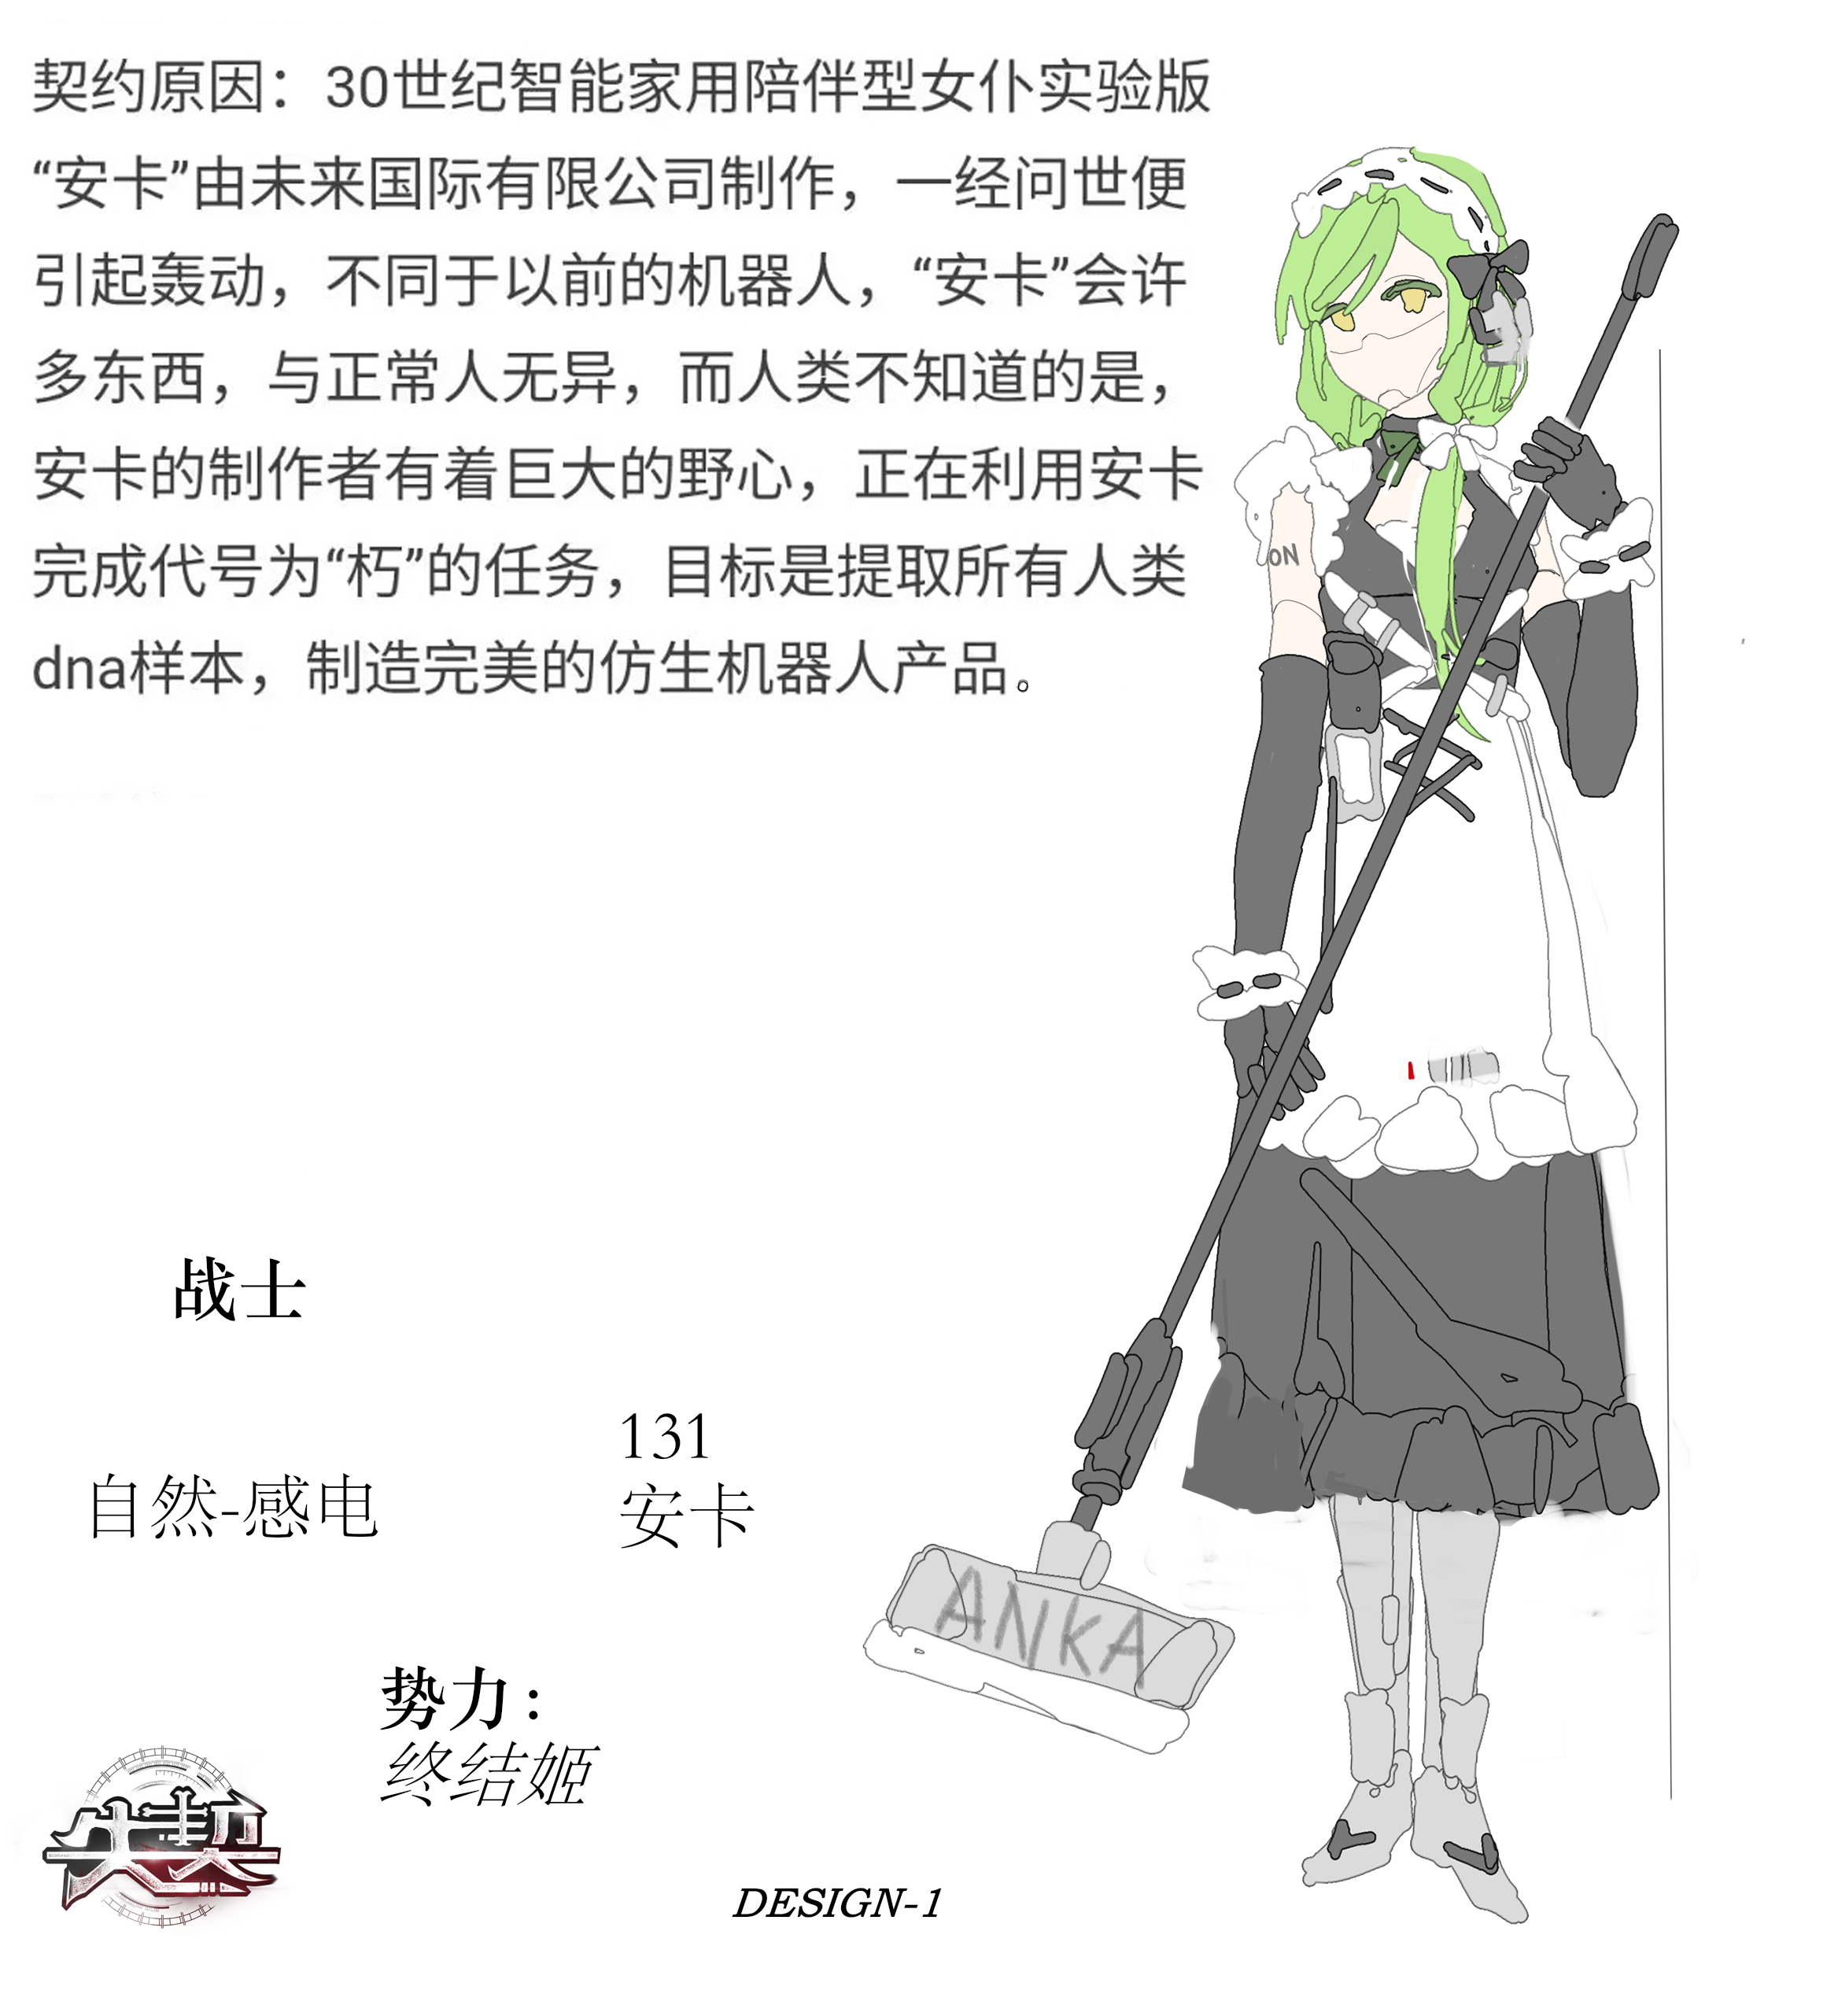 契约原因：30世纪智能家用陪伴型女仆实验版
“安卡”由未来国际有限公司制作，一经问世便
引起轰动，不同于以前的机器人，“安卡”会许
多东西，与正常人无异，而人类不知道的是，
安卡的制作者有着巨大的野心，正在利用安卡
完成代号为“朽”的任务，目标是提取所有人类
dna样本，制造完美的仿生机器人产品。
ON
战士
131
自然-感电
安卡
ANKA
势力：
终结姬
失契
DESIGN-1